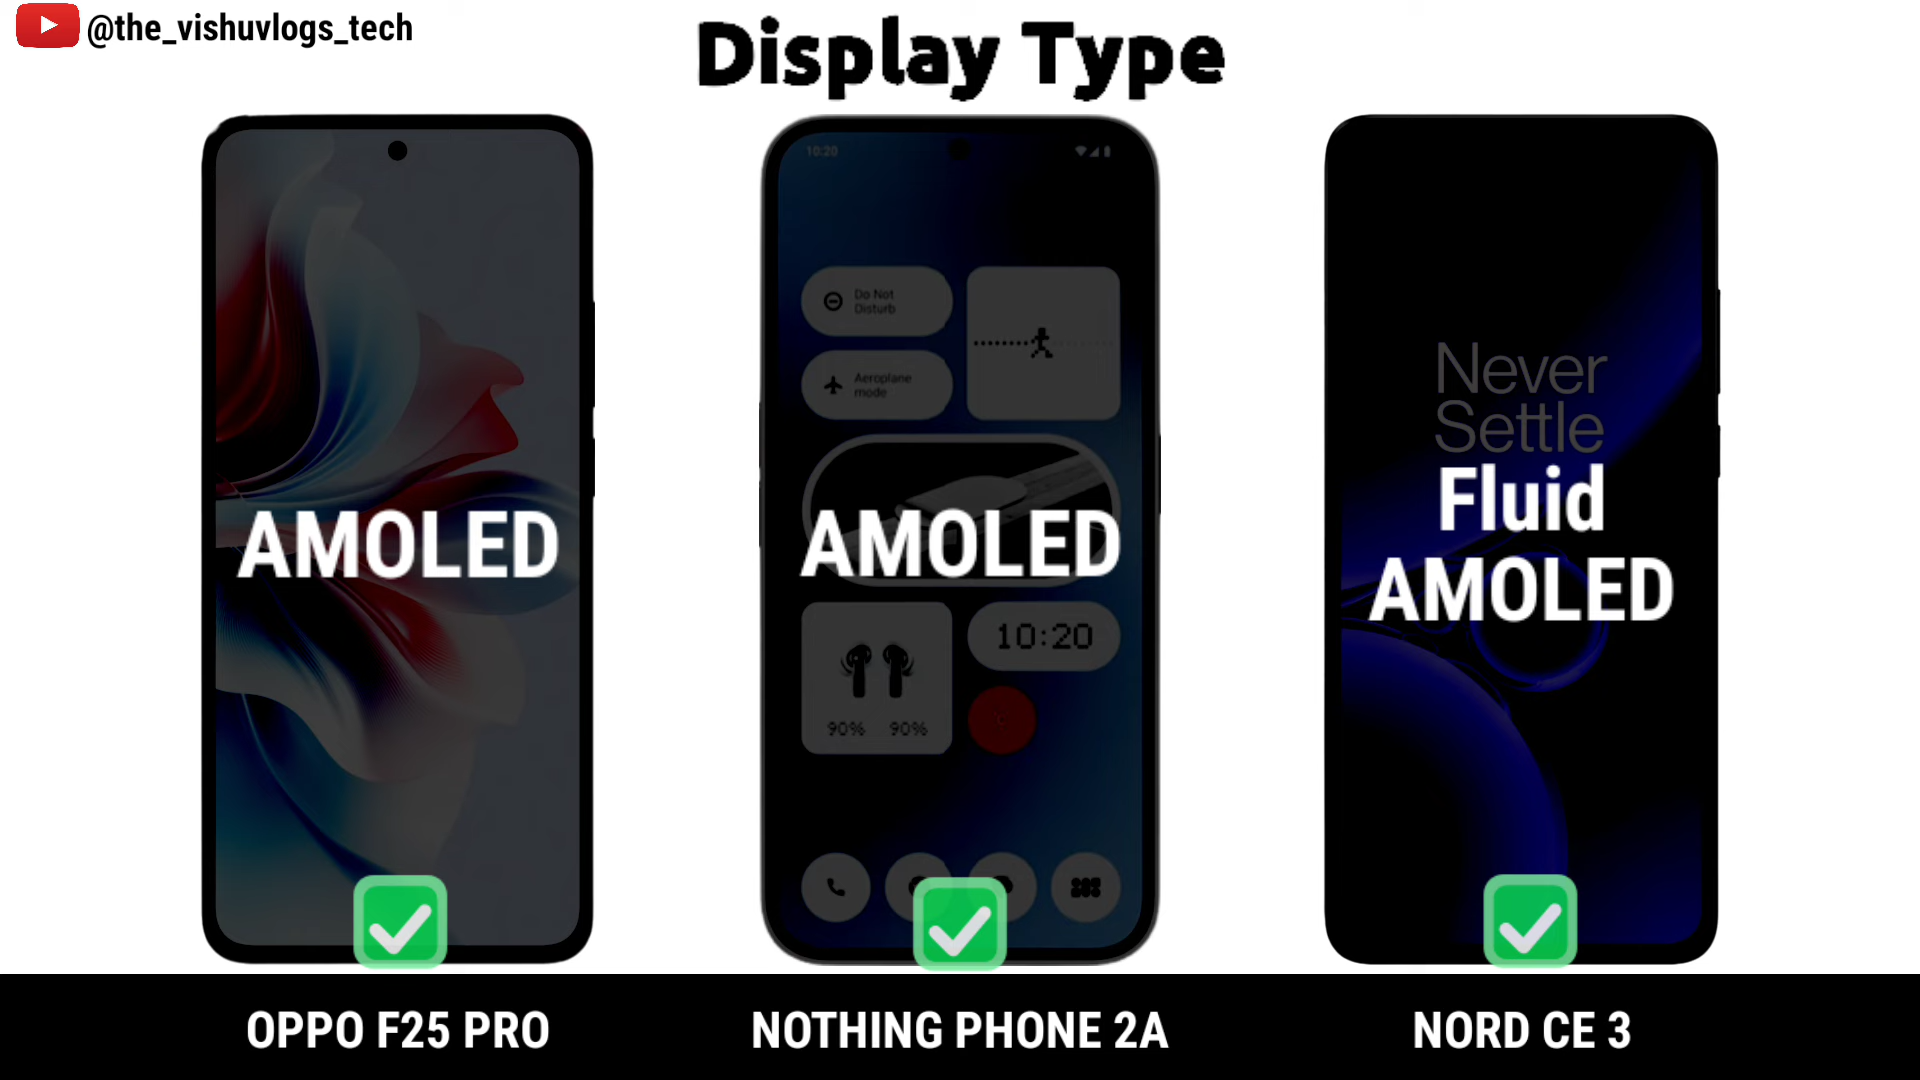 @the_vishuvlogs_tech
Display Type
10:20
Do Not
Disturb
Aeroplane
mode
AMOLED
AMOLED
Never
Settle
Fluid
AMOLED
10:20
90% 90%
OPPO F25 PRO
NOTHING PHONE 2A
NORD CE 3